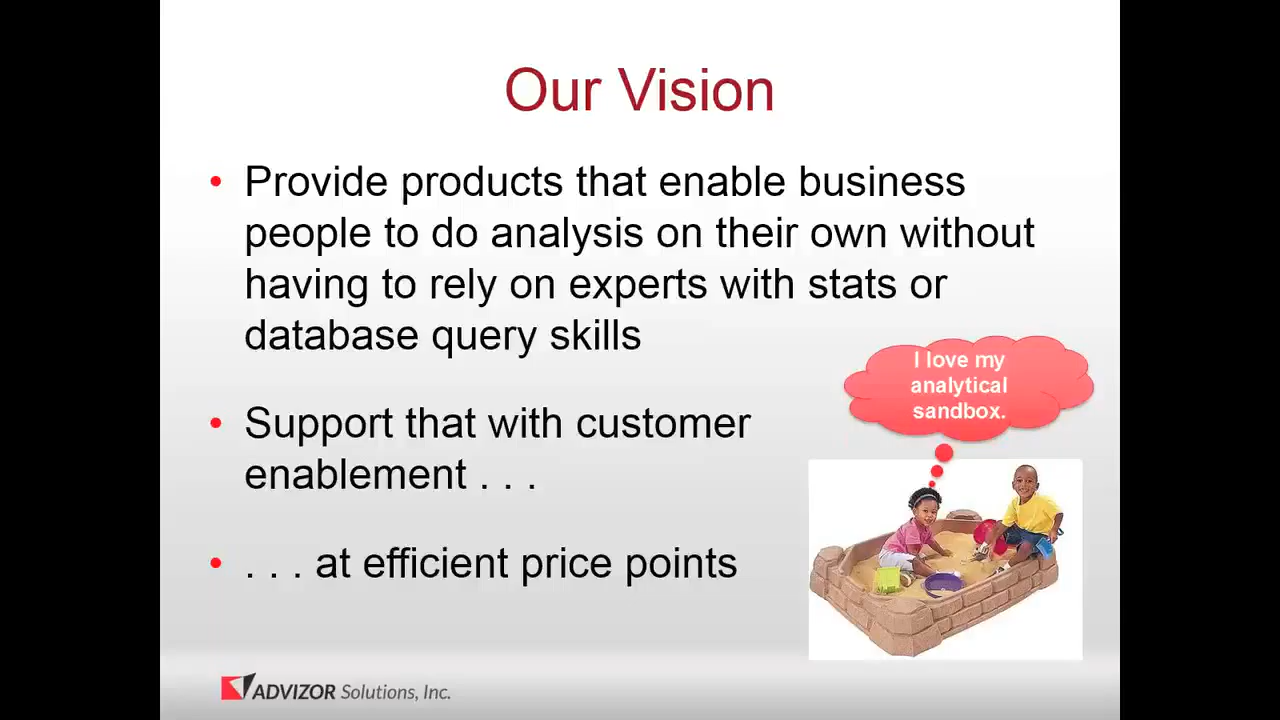 Our Vision
• Provide products that enable business
people to do analysis on their own without
having to rely on experts with stats or
database query skills
• Support that with customer
enablement . . .
• . . . at efficient price points
I love my
analytical
sandbox.
ADVIZOR Solutions, Inc.